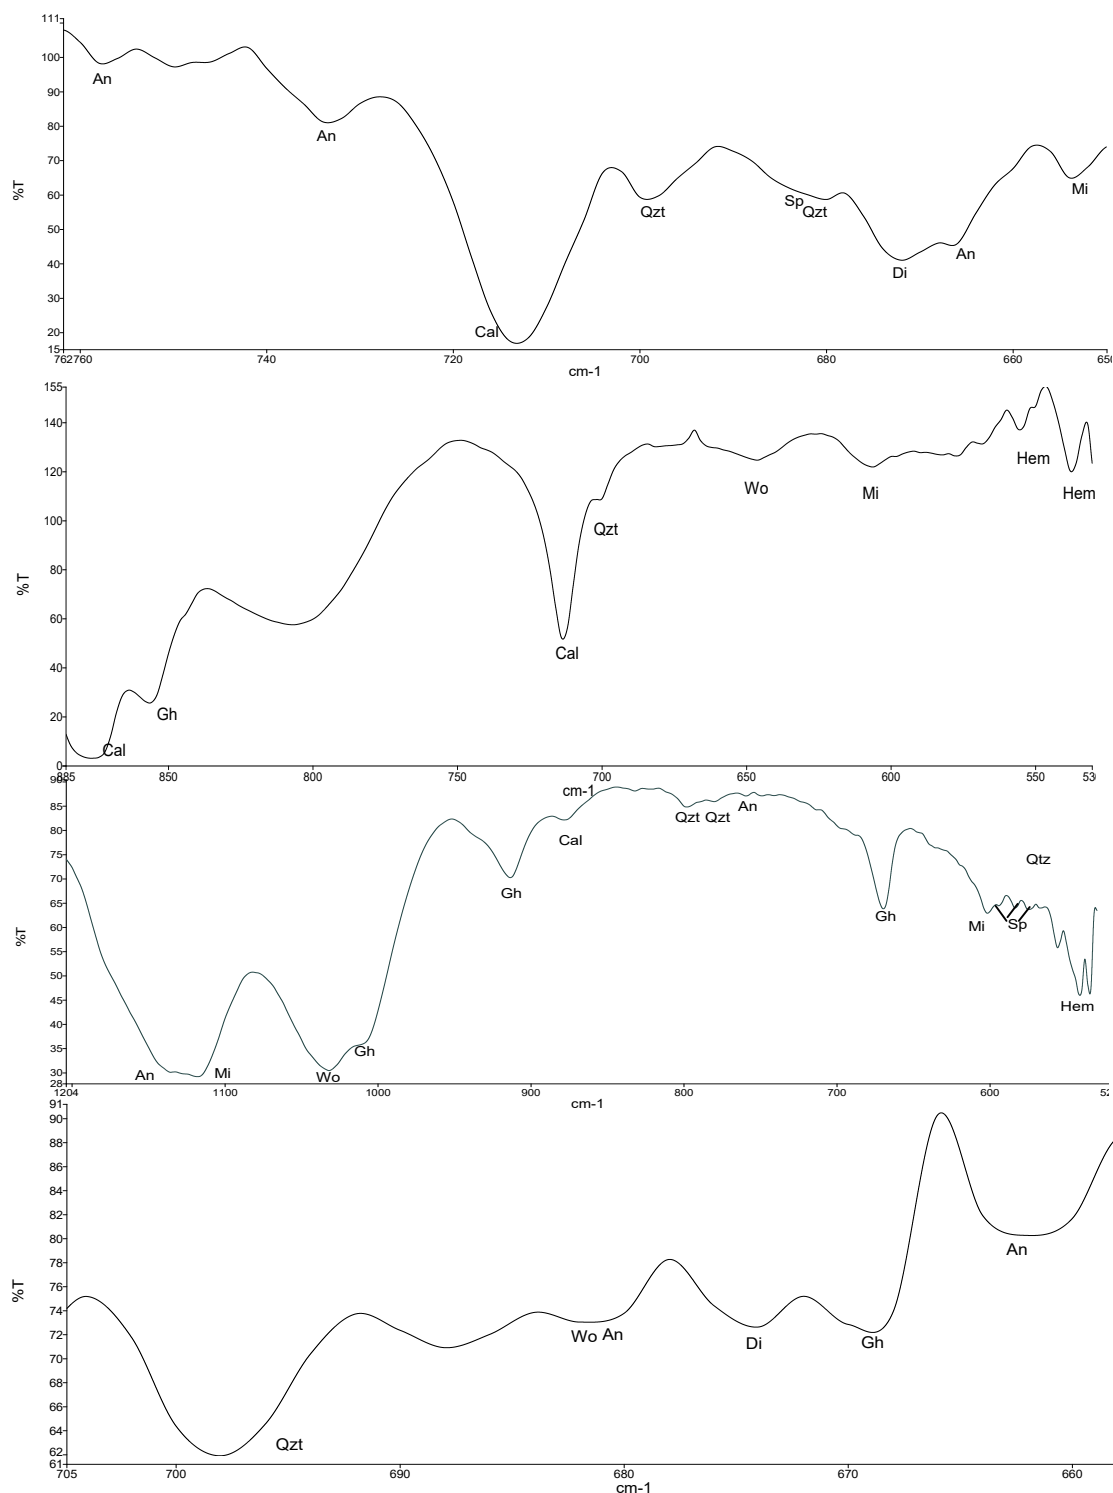 111
100
An
90
80
An
70
%T
60
Mi
Qzt
Sp
Qzt
50
An
Di
40
30
20
Cal
15
762 760 740 720 700 680 660 650
cm-1
155
140
Hem
120
Wo
Mi
Hem
100
Qzt
80
%T
60
Cal
40
20
Gh
Cal
0
885 850 800 750 700 650 600 550 53
cm-1
90
85
An
Qzt Qzt
80
Cal
75
Qtz
70
Gh
65
Gh
Mi
Sp
60
%T
55
50
45
Hem
40
35
Gh
30
An
Mi
Wo
28
1204 1100 1000 900 800 700 600 52
cm-1
91
90
88
86
84
82
80
An
78
%T
76
74
72
Wo An
Di
Gh
70
68
66
64
Qzt
62
61
705 700 690 680 670 660
cm-1